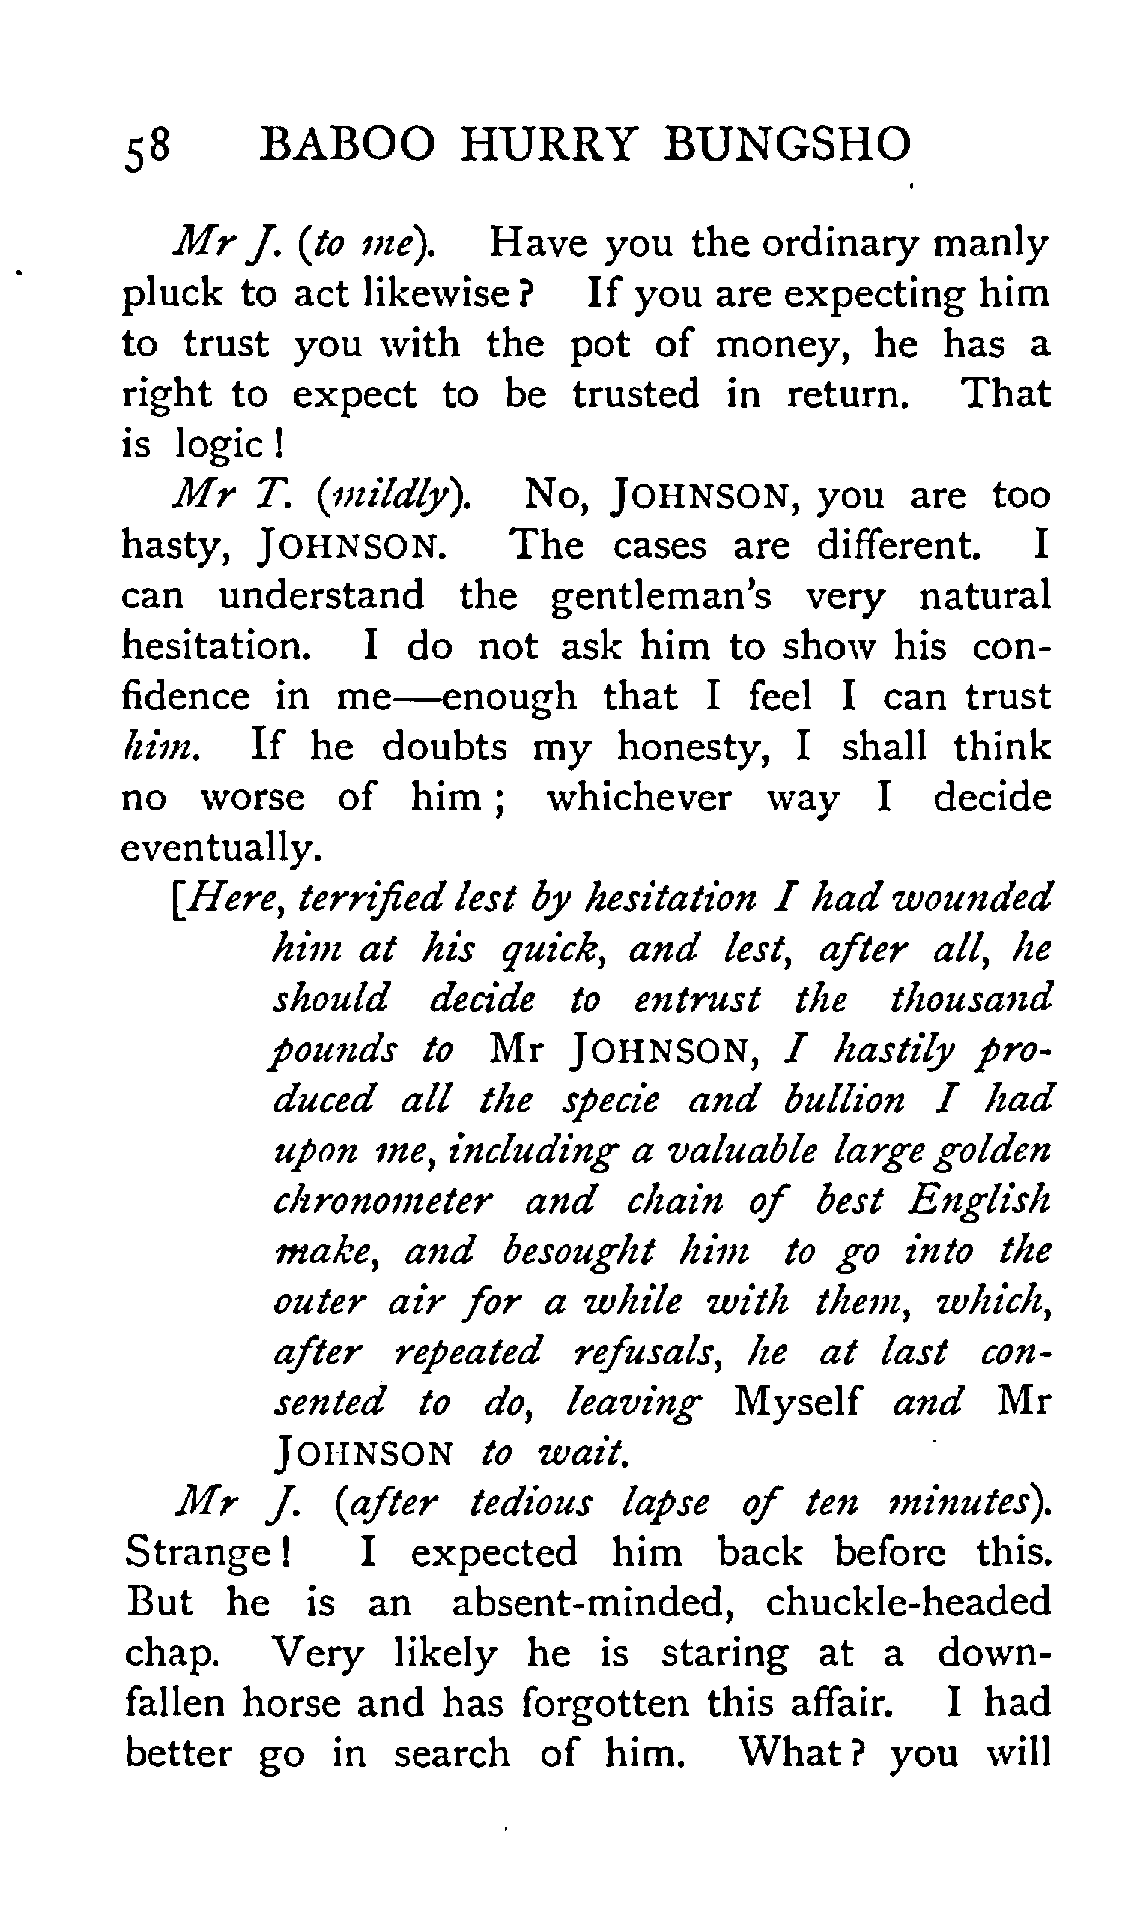 58 BABOO HURRY BUNGSHO
Mr J. (to me). Have you the ordinary manly
pluck to act likewise? If you are expecting him
to trust you with the pot of money, he has a
right to expect to be trusted in return. That
is logic!
Mr T. (mildly). No, JOHNSON, you are too
hasty, JOHNSON. The cases are different. I
can understand the gentleman's very natural
hesitation. I do not ask him to show his con-
fidence in me—enough that I feel I can trust
him. If he doubts my honesty, I shall think
no worse of him; whichever way I decide
eventually.
[Here, terrified lest by hesitation I had wounded
him at his quick, and lest, after all, he
should decide to entrust the thousand
pounds to Mr JOHNSON, I hastily pro-
duced all the specie and bullion I had
upon me, including a valuable large golden
chronometer and chain of best English
make, and besought him to go into the
outer air for a while with them, which,
after repeated refusals, he at last con-
sented to do, leaving Myself and Mr
JOHNSON to wait.
Mr J. (after tedious lapse of ten minutes).
Strange! I expected him back before this.
But he is an absent-minded, chuckle-headed
chap. Very likely he is staring at a down-
fallen horse and has forgotten this affair. I had
better go in search of him. What? you will